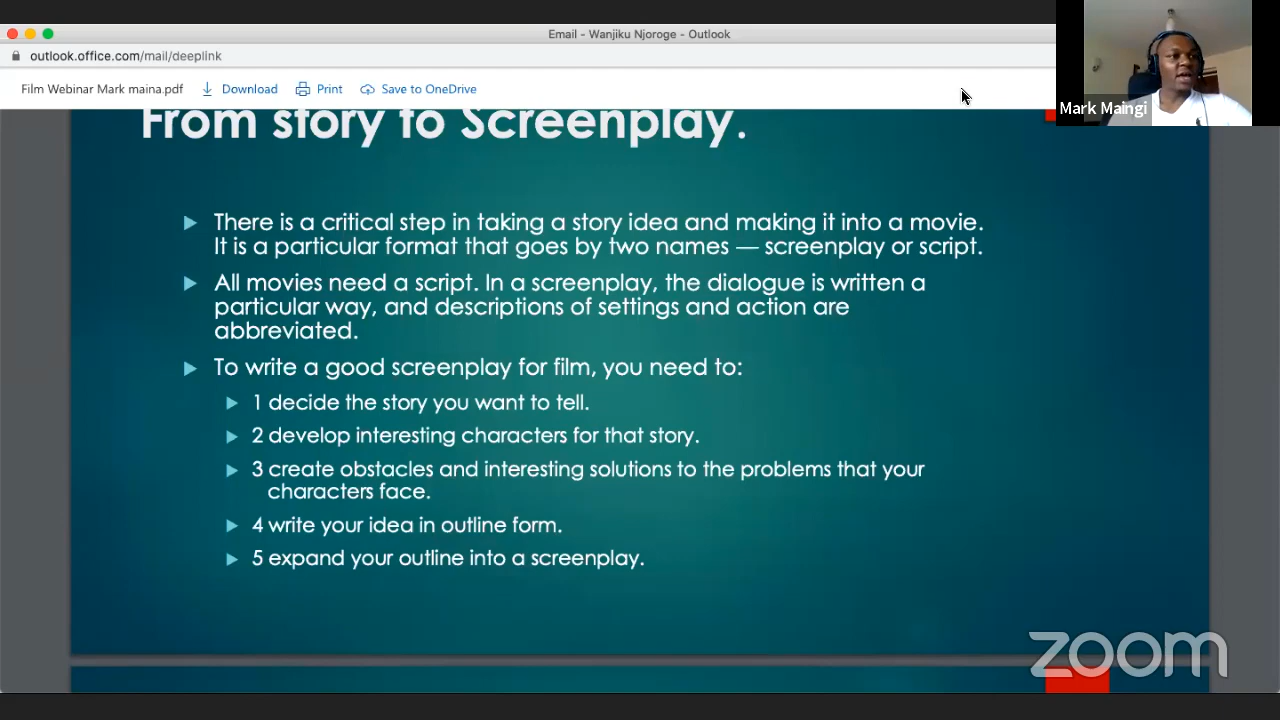 Email - Wanjiku Njoroge - Outlook
outlook.office.com/mail/deeplink
Film Webinar Mark maina.pdf Download Print Save to OneDrive
Mark Maingi
From story to Screenplay.
There is a critical step in taking a story idea and making it into a movie.
It is a particular format that goes by two names — screenplay or script.
All movies need a script. In a screenplay, the dialogue is written a
particular way, and descriptions of settings and action are
abbreviated.
To write a good screenplay for film, you need to:
1 decide the story you want to tell.
2 develop interesting characters for that story.
3 create obstacles and interesting solutions to the problems that your
characters face.
4 write your idea in outline form.
5 expand your outline into a screenplay.
zoom